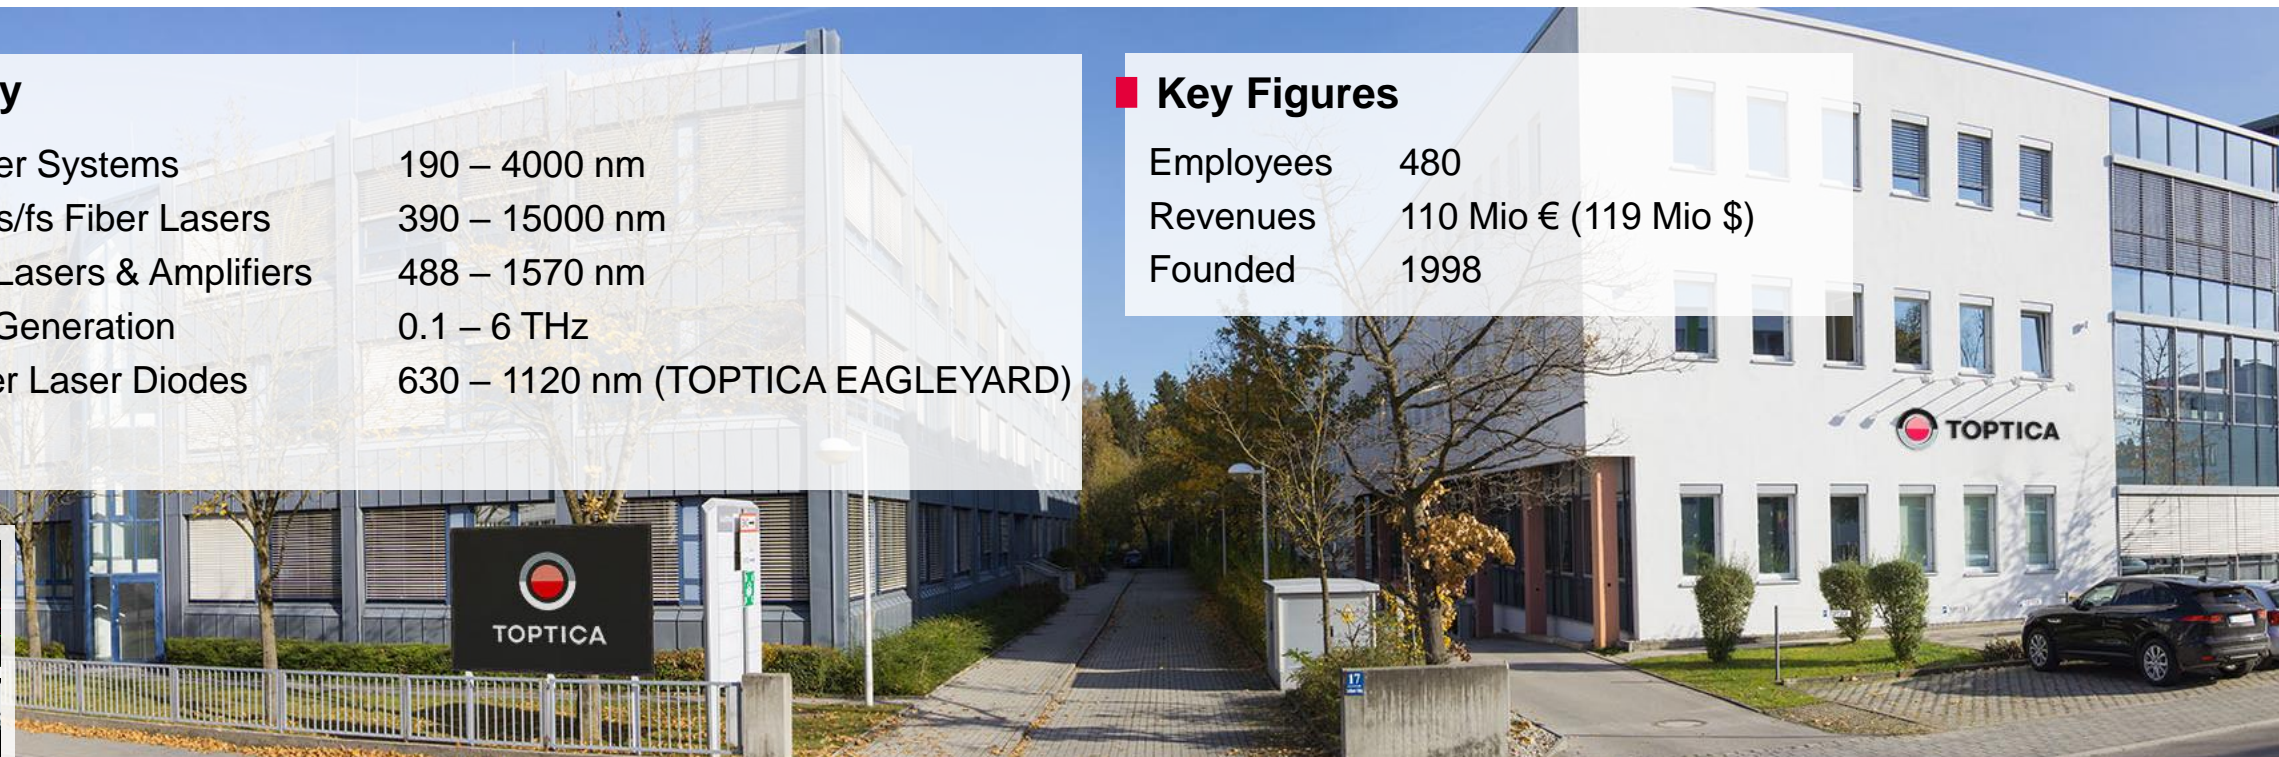 y
er Systems 190 – 4000 nm
s/fs Fiber Lasers 390 – 15000 nm
Lasers & Amplifiers 488 – 1570 nm
Generation 0.1 – 6 THz
er Laser Diodes 630 – 1120 nm (TOPTICA EAGLEYARD)
Key Figures
Employees 480
Revenues 110 Mio € (119 Mio $)
Founded 1998
TOPTICA
TOPTICA
17